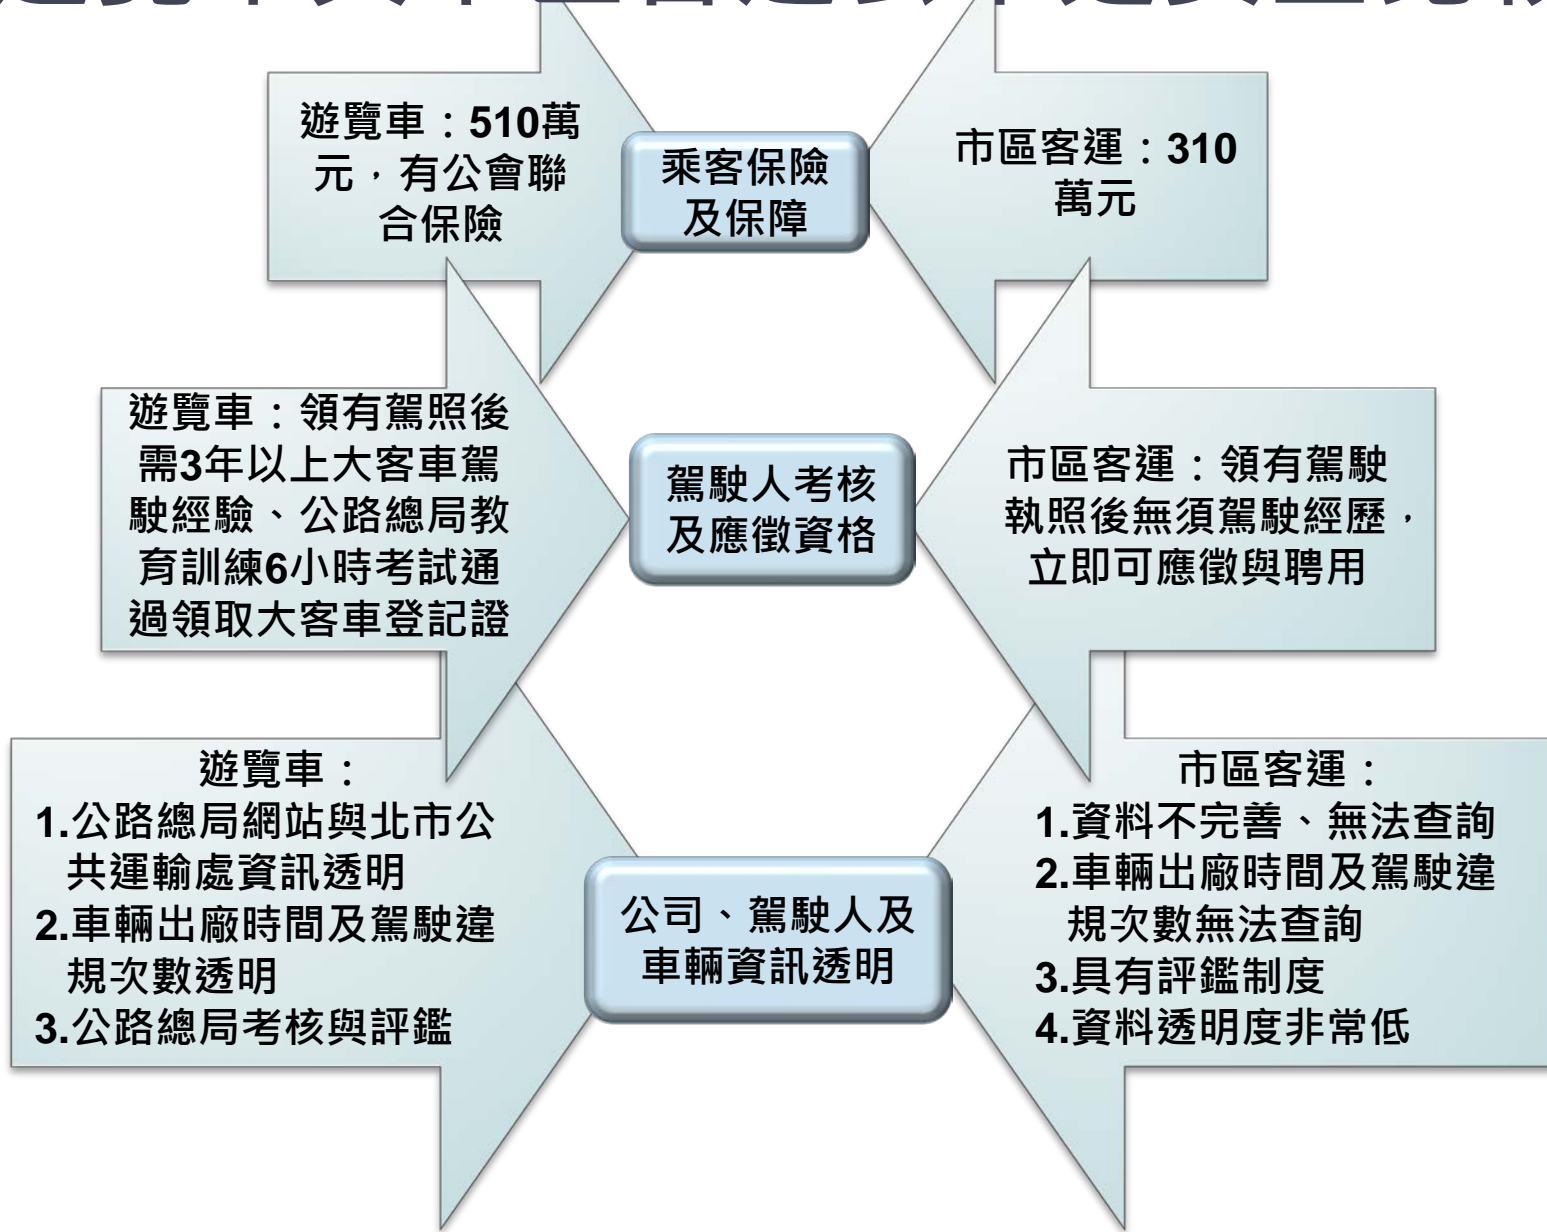 遊覽車：510萬
元，有公會聯
合保險
乘客保險
及保障
市區客運：310
萬元
遊覽車：領有駕照後
需3年以上大客車駕
駛經驗、公路總局教
育訓練6小時考試通
過領取大客車登記證
駕駛人考核
及應徵資格
市區客運：領有駕駛
執照後無須駕駛經歷，
立即可應徵與聘用
遊覽車：
1.公路總局網站與北市公
共運輸處資訊透明
2.車輛出廠時間及駕駛違
規次數透明
3.公路總局考核與評鑑
公司、駕駛人及
車輛資訊透明
市區客運：
1.資料不完善、無法查詢
2.車輛出廠時間及駕駛違
規次數無法查詢
3.具有評鑑制度
4.資料透明度非常低